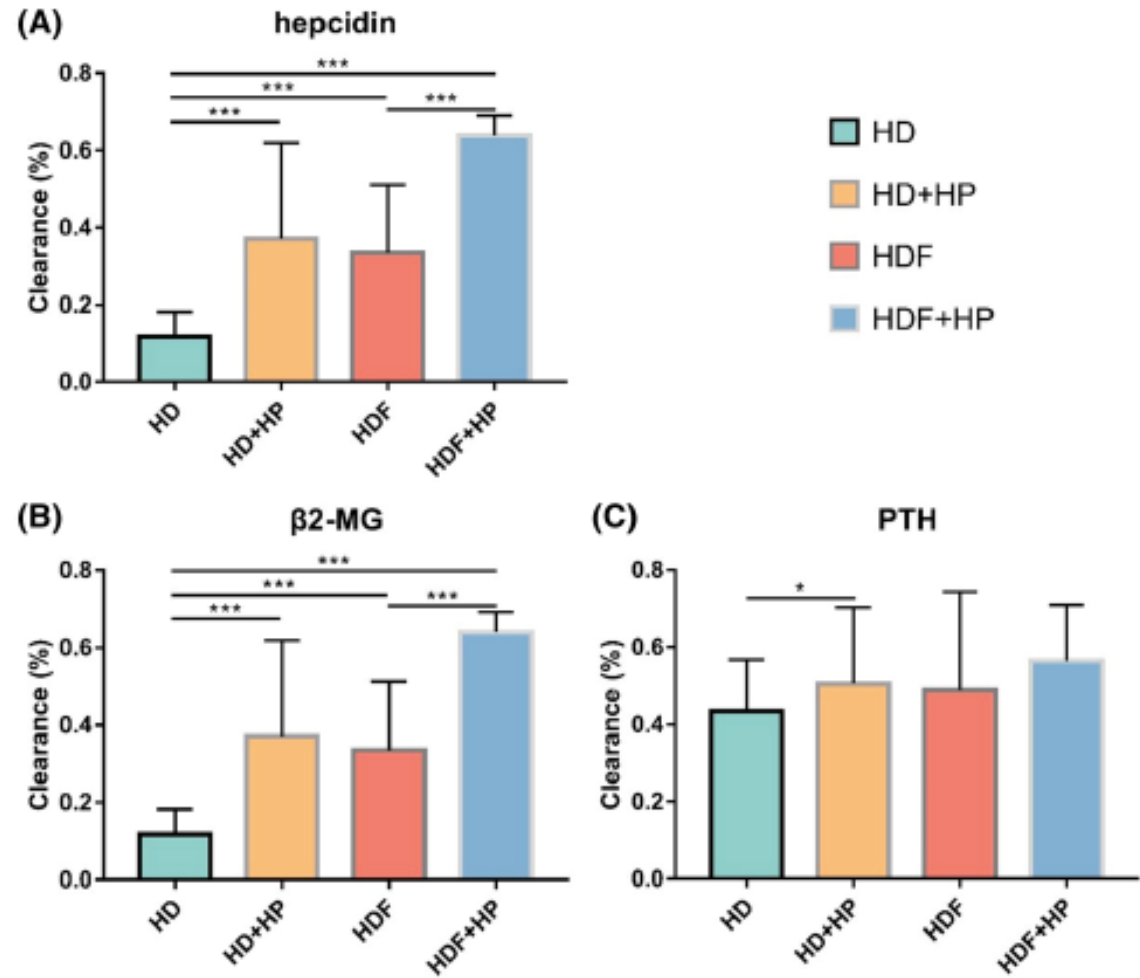 (A)
hepcidin
***
***
***
***
Clearance (%)
0.8
0.6
0.4
0.2
0.0
HD
HD+HP
HDF
HDF+HP
HD
HD+HP
HDF
HDF+HP
(B)
β2-MG
***
***
***
***
Clearance (%)
0.8
0.6
0.4
0.2
0.0
HD
HD+HP
HDF
HDF+HP
(C)
PTH
*
Clearance (%)
0.8
0.6
0.4
0.2
0.0
HD
HD+HP
HDF
HDF+HP